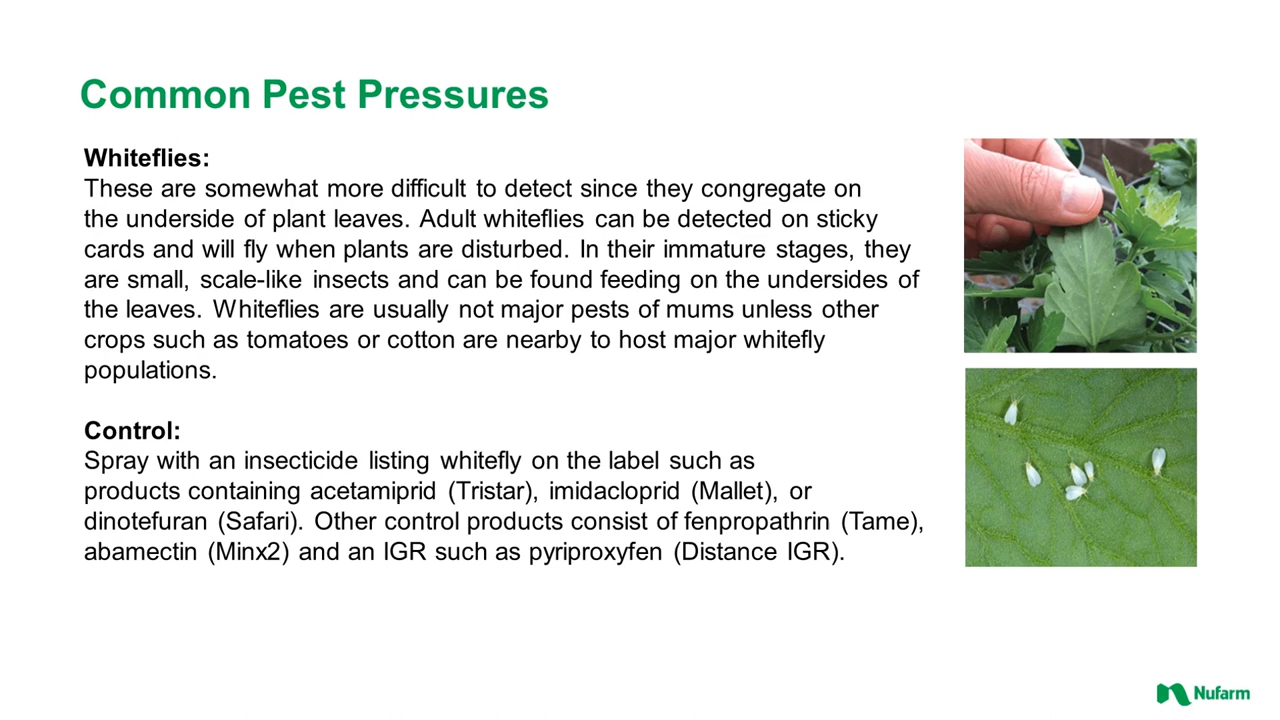 Common Pest Pressures
Whiteflies:
These are somewhat more difficult to detect since they congregate on
the underside of plant leaves. Adult whiteflies can be detected on sticky
cards and will fly when plants are disturbed. In their immature stages, they
are small, scale-like insects and can be found feeding on the undersides of
the leaves. Whiteflies are usually not major pests of mums unless other
crops such as tomatoes or cotton are nearby to host major whitefly
populations.
Control:
Spray with an insecticide listing whitefly on the label such as
products containing acetamiprid (Tristar), imidacloprid (Mallet), or
dinotefuran (Safari). Other control products consist of fenpropathrin (Tame),
abamectin (Minx2) and an IGR such as pyriproxyfen (Distance IGR).
Nufarm